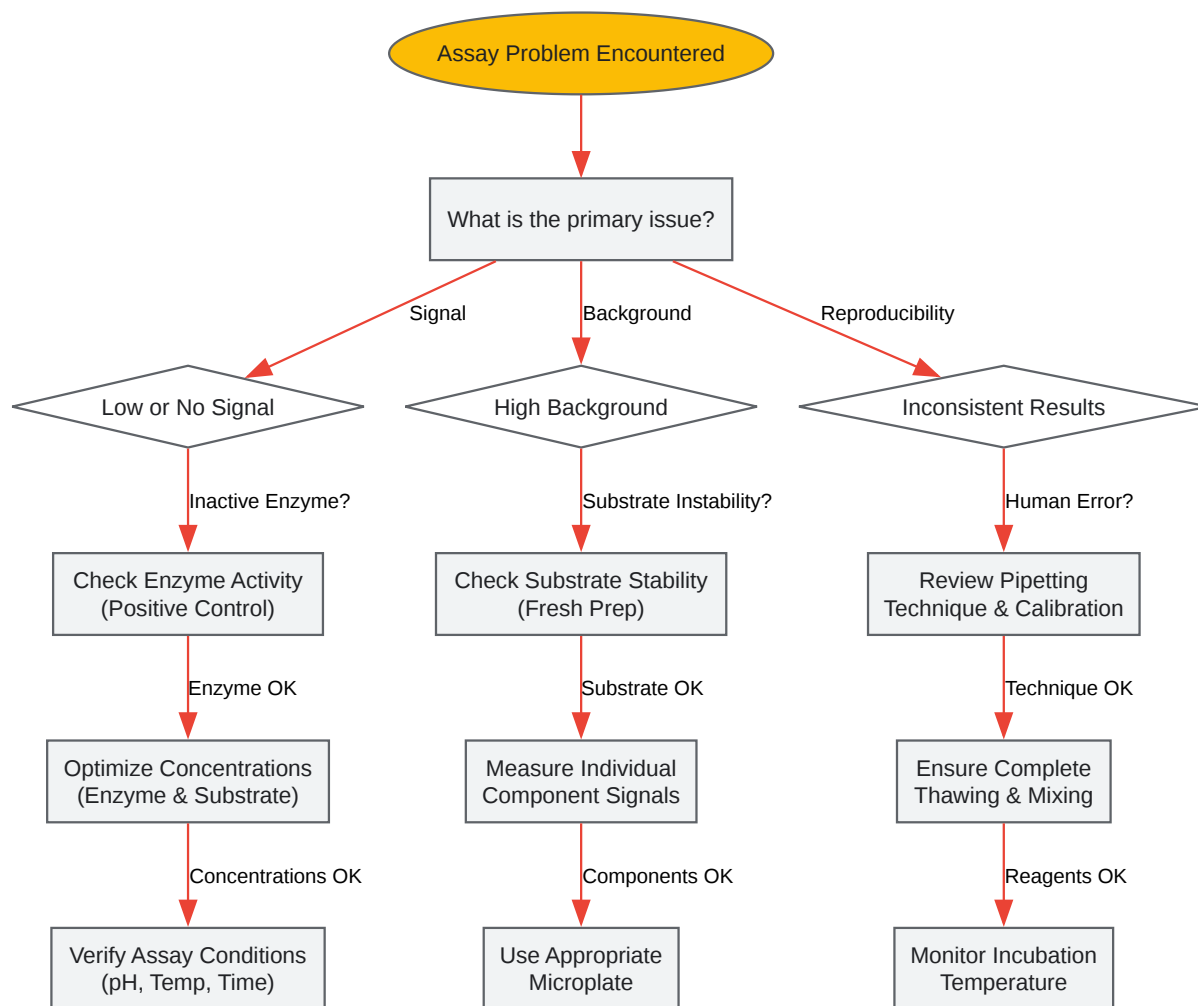 Assay Problem Encountered
What is the primary issue?
Signal
Background
Reproducibility
Low or No Signal
High Background
Inconsistent Results
Inactive Enzyme?
Substrate Instability?
Human Error?
Check Enzyme Activity
(Positive Control)
Check Substrate Stability
(Fresh Prep)
Review Pipetting
Technique & Calibration
Enzyme OK
Substrate OK
Technique OK
Optimize Concentrations
(Enzyme & Substrate)
Measure Individual
Component Signals
Ensure Complete
Thawing & Mixing
Concentrations OK
Components OK
Reagents OK
Verify Assay Conditions
(pH, Temp, Time)
Use Appropriate
Microplate
Monitor Incubation
Temperature